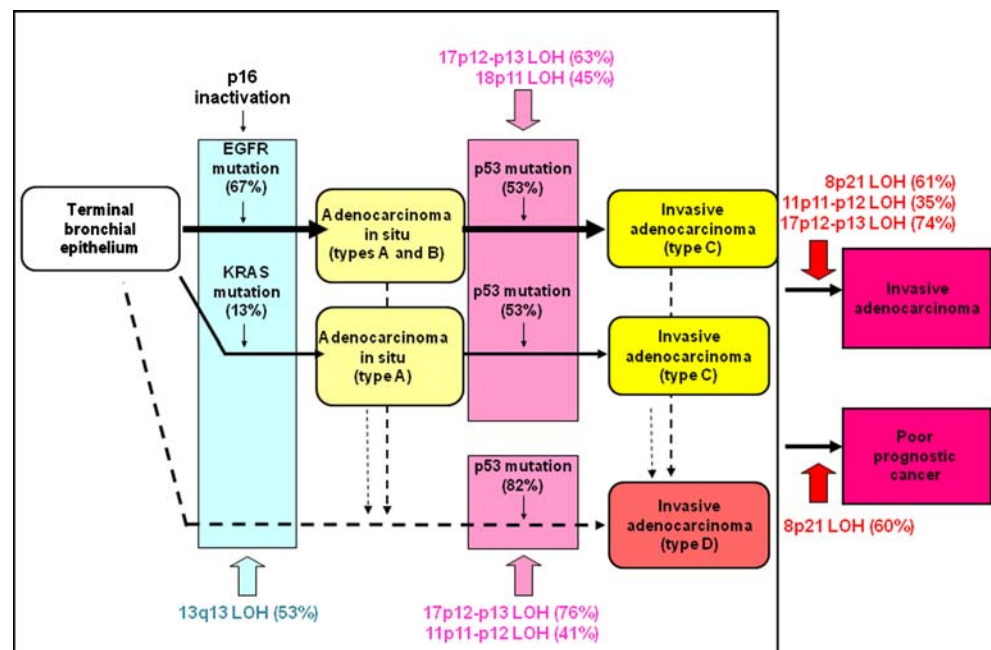 17p12-p13 LOH (63%)
18p11 LOH (45%)
p16
inactivation
EGFR
mutation
(67%)
p53 mutation
(53%)
Terminal
bronchial
epithelium
Adenocarcinoma
in situ
(types A and B)
Invasive
adenocarcinoma
(type C)
8p21 LOH (61%)
11p11-p12 LOH (35%)
17p12-p13 LOH (74%)
KRAS
mutation
(13%)
p53 mutation
(53%)
Invasive
adenocarcinoma
Adenocarcinoma
in situ
(type A)
Invasive
adenocarcinoma
(type C)
Poor
prognostic
cancer
p53 mutation
(82%)
Invasive
adenocarcinoma
(type D)
8p21 LOH (60%)
13q13 LOH (53%)
17p12-p13 LOH (76%)
11p11-p12 LOH (41%)